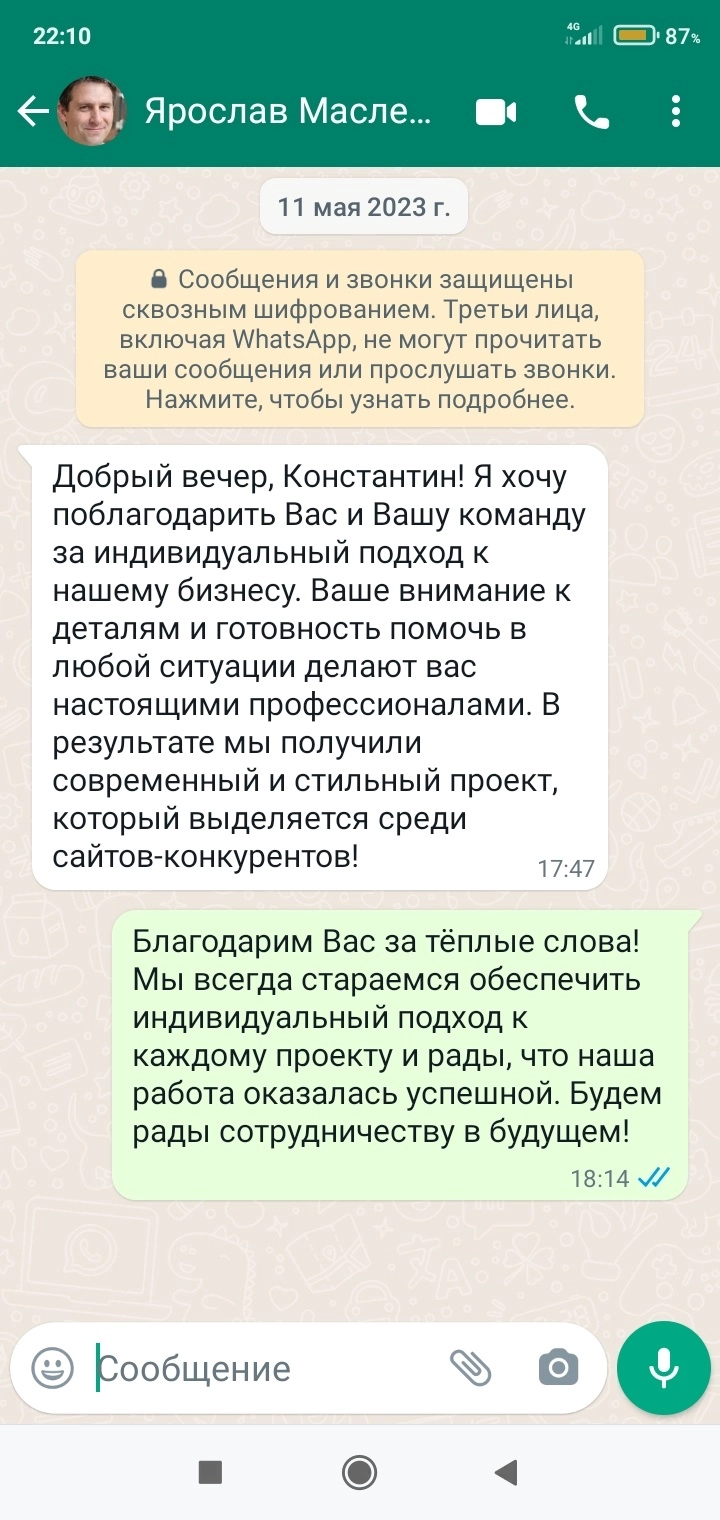 22:10
4G
87%
Ярослав Масле...
11 мая 2023 г.
Сообщения и звонки защищены
сквозным шифрованием. Третьи лица,
включая WhatsApp, не могут прочитать
ваши сообщения или прослушать звонки.
Нажмите, чтобы узнать подробнее.
Добрый вечер, Константин! Я хочу
поблагодарить Вас и Вашу команду
за индивидуальный подход к
нашему бизнесу. Ваше внимание к
деталям и готовность помочь в
любой ситуации делают вас
настоящими профессионалами. В
результате мы получили
современный и стильный проект,
который выделяется среди
сайтов-конкурентов!
17:47
Благодарим Вас за тёплые слова!
Мы всегда стараемся обеспечить
индивидуальный подход к
каждому проекту и рады, что наша
работа оказалась успешной. Будем
рады сотрудничеству в будущем!
18:14
Сообщение